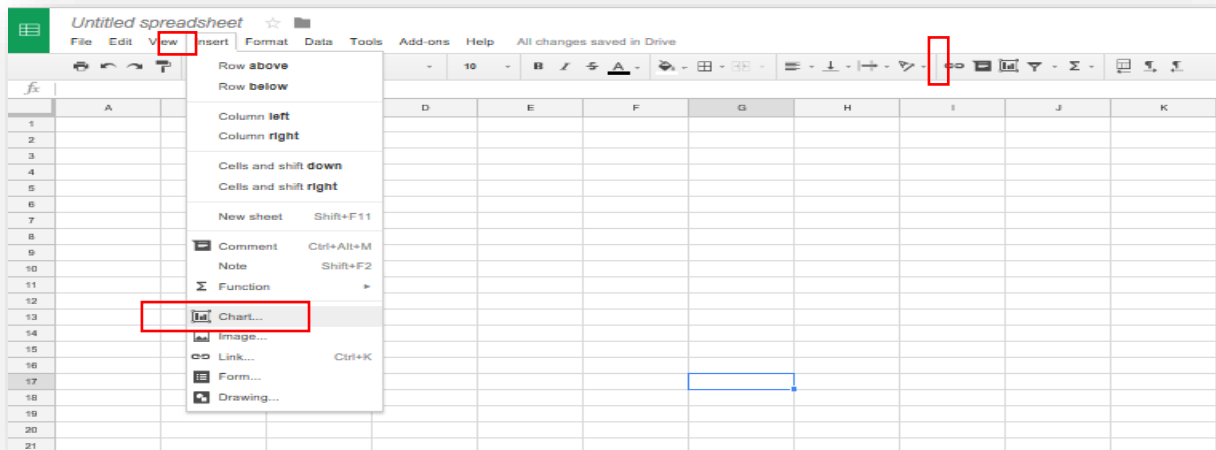 Untitled spreadsheet
File Edit View Insert Format Data Tools Add-ons Help All changes saved in Drive
10 B I S A Σ
fx
A D E F G H I J K
1
2
3
4
5
6
7
8
9
10
11
12
13
14
15
16
17
18
19
20
21
Row above
Row below
Column left
Column right
Cells and shift down
Cells and shift right
New sheet Shift+F11
Comment Ctrl+Alt+M
Note Shift+F2
Σ Function
Chart...
Image...
Link... Ctrl+K
Form...
Drawing...